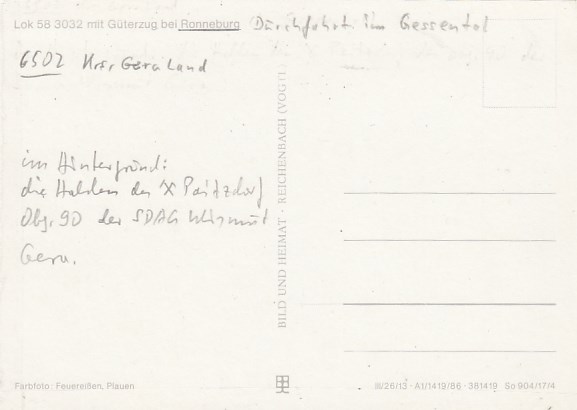 Lok 58 3032 mit Güterzug bei Ronneburg Durchfahrt im Gessental
6502 Krs. Gera Land
im Hintergrund:
die Halden des X Paitzdorf
Obj. 90 der SDAG Wismut
Gera.
BILD UND HEIMAT · REICHENBACH (VOGTL)
Farbfoto: Feuereißen, Plauen
III/26/13 · A1/1419/86 · 381419 So 904/17/4